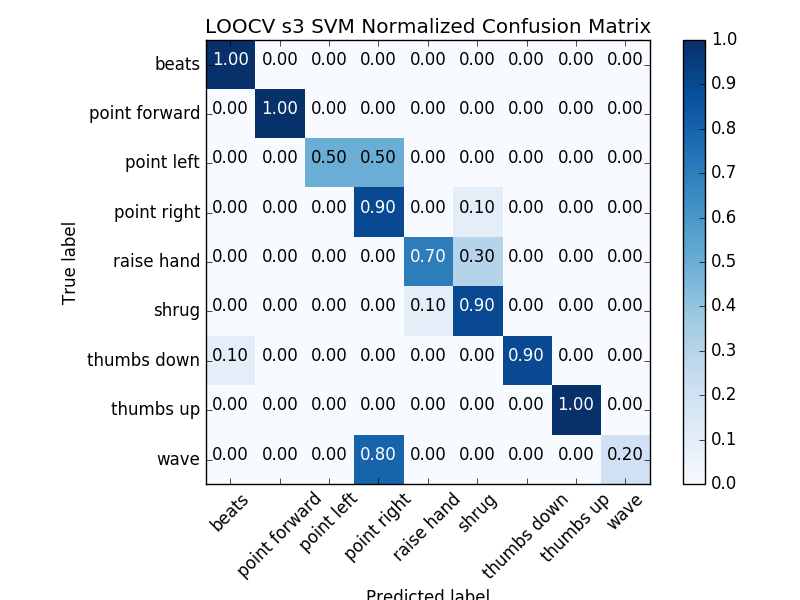 LOOCV s3 SVM Normalized Confusion Matrix
beats 1.00 0.00 0.00 0.00 0.00 0.00 0.00 0.00 0.00
point forward 0.00 1.00 0.00 0.00 0.00 0.00 0.00 0.00 0.00
point left 0.00 0.00 0.50 0.50 0.00 0.00 0.00 0.00 0.00
point right 0.00 0.00 0.00 0.90 0.00 0.10 0.00 0.00 0.00
raise hand 0.00 0.00 0.00 0.00 0.70 0.30 0.00 0.00 0.00
shrug 0.00 0.00 0.00 0.00 0.10 0.90 0.00 0.00 0.00
thumbs down 0.10 0.00 0.00 0.00 0.00 0.00 0.90 0.00 0.00
thumbs up 0.00 0.00 0.00 0.00 0.00 0.00 0.00 1.00 0.00
wave 0.00 0.00 0.00 0.80 0.00 0.00 0.00 0.00 0.20
True label
beats
point forward
point left
point right
raise hand
shrug
thumbs down
thumbs up
wave
Predicted label
1.0
0.9
0.8
0.7
0.6
0.5
0.4
0.3
0.2
0.1
0.0